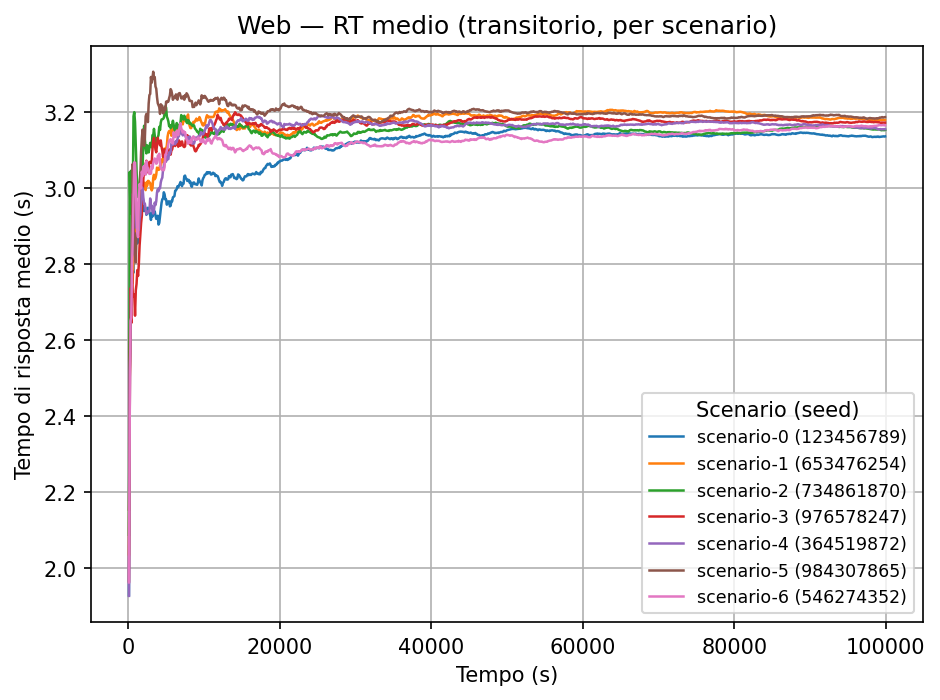 Web — RT medio (transitorio, per scenario)
Tempo di risposta medio (s)
3.2
3.0
2.8
2.6
2.4
2.2
2.0
Scenario (seed)
scenario-0 (123456789)
scenario-1 (653476254)
scenario-2 (734861870)
scenario-3 (976578247)
scenario-4 (364519872)
scenario-5 (984307865)
scenario-6 (546274352)
0 20000 40000 60000 80000 100000
Tempo (s)